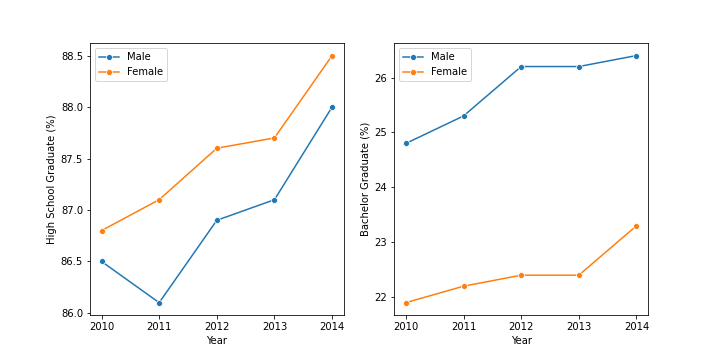 Male
Female
88.5
88.0
87.5
87.0
86.5
86.0
High School Graduate (%)
2010 2011 2012 2013 2014
Year
Male
Female
26
25
24
23
22
Bachelor Graduate (%)
2010 2011 2012 2013 2014
Year